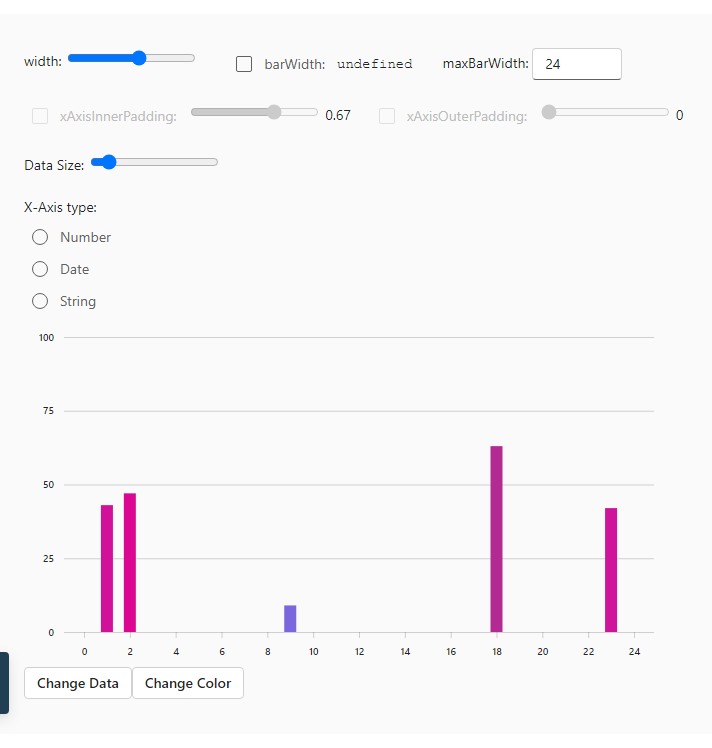 width: barWidth: undefined maxBarWidth: 24
xAxisInnerPadding: 0.67 xAxisOuterPadding: 0
Data Size:
X-Axis type:
Number
Date
String
100
75
50
25
0
0 2 4 6 8 10 12 14 16 18 20 22 24
Change Data Change Color